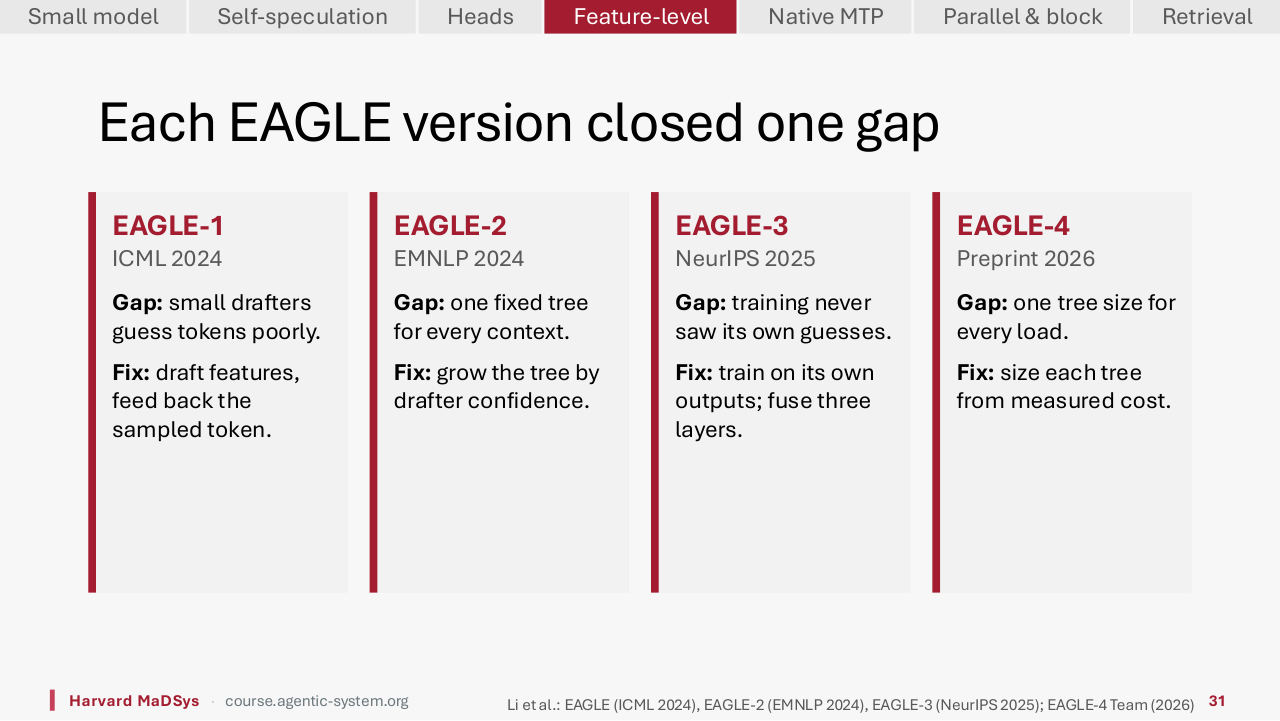 Small model
Self-speculation
Heads
Feature-level
Native MTP
Parallel & block
Retrieval
Each EAGLE version closed one gap
EAGLE-1
ICML 2024
Gap: small drafters
guess tokens poorly.
Fix: draft features,
feed back the
sampled token.
EAGLE-2
EMNLP 2024
Gap: one fixed tree
for every context.
Fix: grow the tree by
drafter confidence.
EAGLE-3
NeurIPS 2025
Gap: training never
saw its own guesses.
Fix: train on its own
outputs; fuse three
layers.
EAGLE-4
Preprint 2026
Gap: one tree size for
every load.
Fix: size each tree
from measured cost.
Harvard MaDSys · course.agentic-system.org
Li et al.: EAGLE (ICML 2024), EAGLE-2 (EMNLP 2024), EAGLE-3 (NeurIPS 2025); EAGLE-4 Team (2026)
31